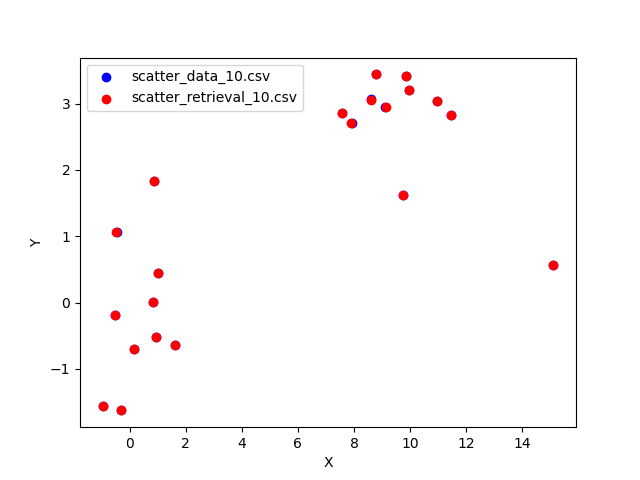 scatter_data_10.csv
scatter_retrieval_10.csv
3
2
1
0
−1
Y
0 2 4 6 8 10 12 14
X